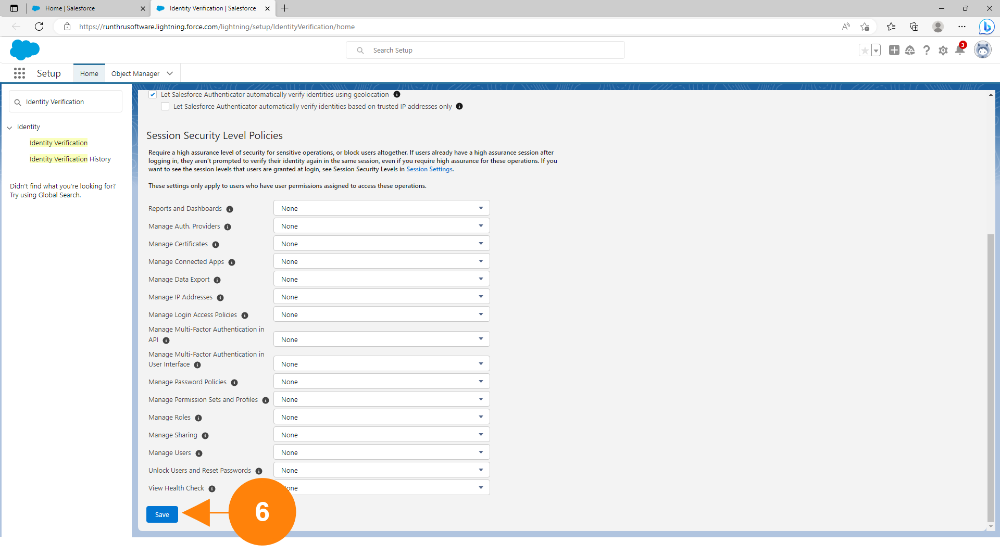 Home | Salesforce
Identity Verification | Salesforce
https://runthrusoftware.lightning.force.com/lightning/setup/IdentityVerification/home
Search Setup
3
Setup
Home
Object Manager
Identity Verification
Identity
Identity Verification
Identity Verification History
Didn't find what you're looking for?
Try using Global Search.
Let Salesforce Authenticator automatically verify identities using geolocation
Let Salesforce Authenticator automatically verify identities based on trusted IP addresses only
Session Security Level Policies
Require a high assurance level of security for sensitive operations, or block users altogether. If users already have a high assurance session after
logging in, they aren't prompted to verify their identity again in the same session, even if you require high assurance for these operations. If you
want to see the session levels that users are granted at login, see Session Security Levels in Session Settings.
These settings only apply to users who have user permissions assigned to access these operations.
Reports and Dashboards None
Manage Auth. Providers None
Manage Certificates None
Manage Connected Apps None
Manage Data Export None
Manage IP Addresses None
Manage Login Access Policies None
Manage Multi-Factor Authentication in
API None
Manage Multi-Factor Authentication in
User Interface None
Manage Password Policies None
Manage Permission Sets and Profiles None
Manage Roles None
Manage Sharing None
Manage Users None
Unlock Users and Reset Passwords None
View Health Check one
Save
6